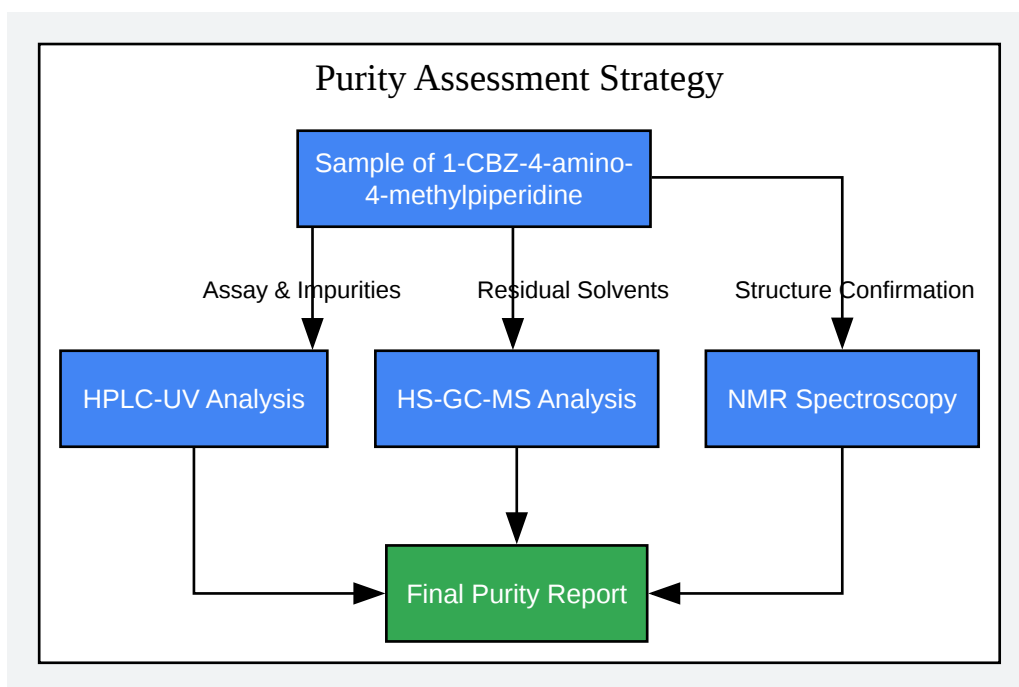 Purity Assessment Strategy
Sample of 1-CBZ-4-amino-
4-methylpiperidine
Assay & Impurities
Residual Solvents
Structure Confirmation
HPLC-UV Analysis
HS-GC-MS Analysis
NMR Spectroscopy
Final Purity Report